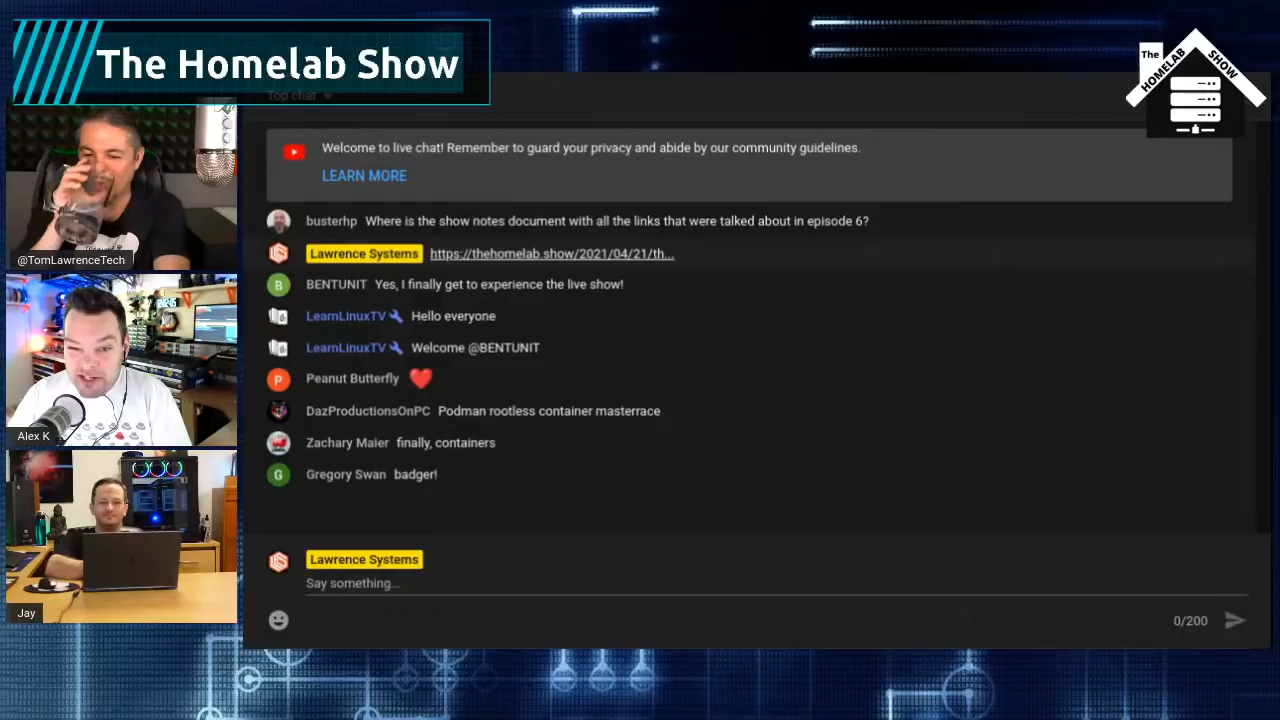 The Homelab Show
The
HOMELAB
SHOW
Top chat
Welcome to live chat! Remember to guard your privacy and abide by our community guidelines.
LEARN MORE
busterhp Where is the show notes document with all the links that were talked about in episode 6?
Lawrence Systems https://thehomelab.show/2021/04/21/th...
B BENTUNIT Yes, I finally get to experience the live show!
LearnLinuxTV Hello everyone
LearnLinuxTV Welcome @BENTUNIT
P Peanut Butterfly
DazProductionsOnPC Podman rootless container masterrace
Zachary Maier finally, containers
G Gregory Swan badger!
Lawrence Systems
Say something...
0/200
@TomLawrenceTech
Alex K
Jay